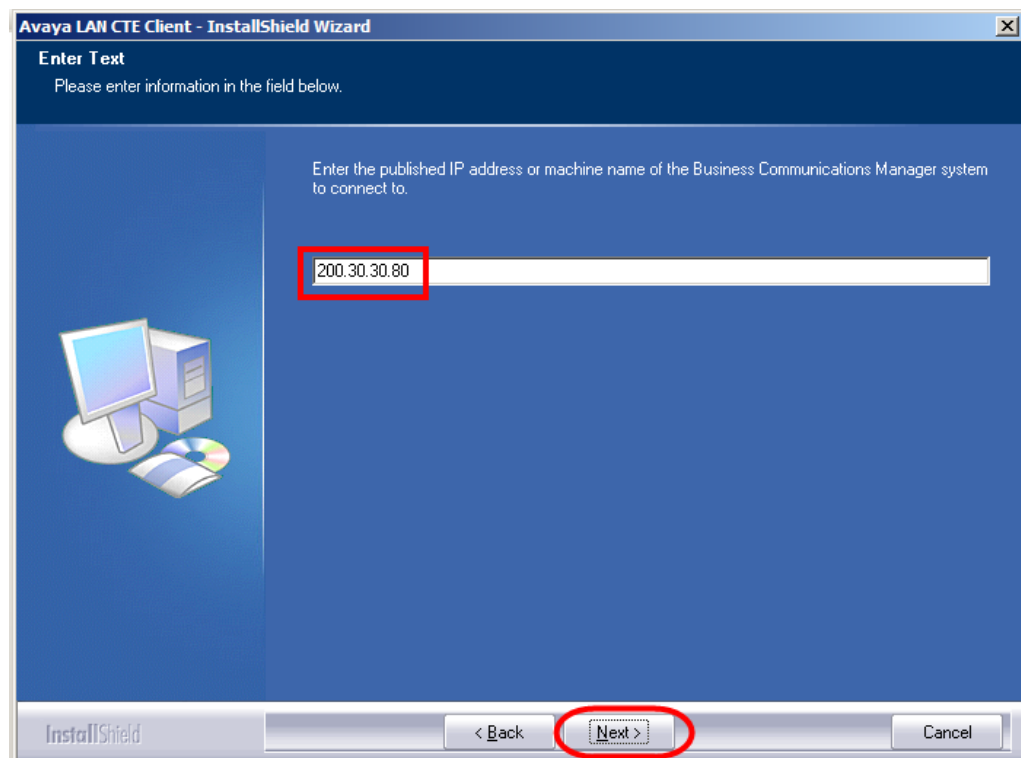 Avaya LAN CTE Client - InstallShield Wizard
Enter Text
Please enter information in the field below.
Enter the published IP address or machine name of the Business Communications Manager system
to connect to.
200.30.30.80
InstallShield
< Back
Next >
Cancel